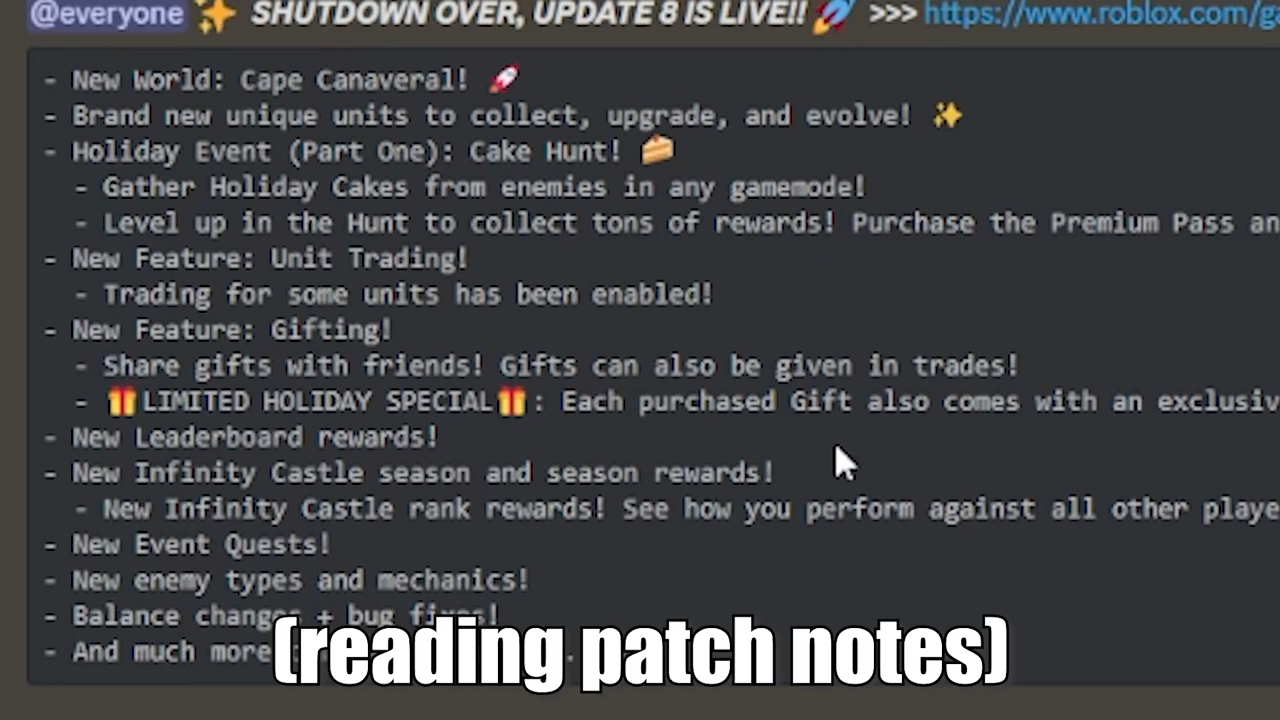 @everyone ✨ SHUTDOWN OVER, UPDATE 8 IS LIVE!! 🚀 >>> https://www.roblox.com/g
- New World: Cape Canaveral! 🚀
- Brand new unique units to collect, upgrade, and evolve! ✨
- Holiday Event (Part One): Cake Hunt! 🍰
- Gather Holiday Cakes from enemies in any gamemode!
- Level up in the Hunt to collect tons of rewards! Purchase the Premium Pass an
- New Feature: Unit Trading!
- Trading for some units has been enabled!
- New Feature: Gifting!
- Share gifts with friends! Gifts can also be given in trades!
- 🎁LIMITED HOLIDAY SPECIAL🎁: Each purchased Gift also comes with an exclusiv
- New Leaderboard rewards!
- New Infinity Castle season and season rewards!
- New Infinity Castle rank rewards! See how you perform against all other playe
- New Event Quests!
- New enemy types and mechanics!
- Balance changes + bug fixes!
- And much more
(reading patch notes)